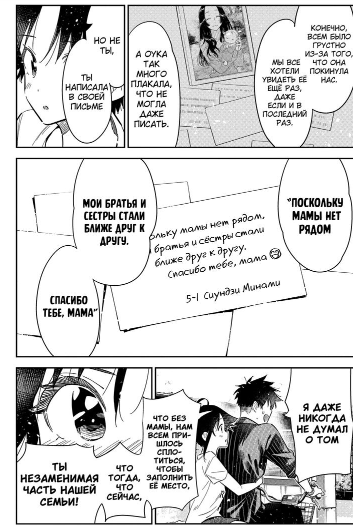 КОНЕЧНО,
ВСЕМ БЫЛО
ГРУСТНО
ИЗ-ЗА ТОГО,
ЧТО ОНА
ПОКИНУЛА
НАС.
МЫ ВСЕ
ХОТЕЛИ
УВИДЕТЬ ЕЁ
ЕЩЁ РАЗ,
ДАЖЕ
ЕСЛИ И В
ПОСЛЕДНИЙ
РАЗ.
А ОУКА
ТАК
МНОГО
ПЛАКАЛА,
ЧТО НЕ
МОГЛА
ДАЖЕ
ПИСАТЬ.
НО НЕ
ТЫ,
ТЫ
НАПИСАЛА
В СВОЕЙ
ПИСЬМЕ
"ПОСКОЛЬКУ
МАМЫ НЕТ
РЯДОМ
МОИ БРАТЬЯ И
СЕСТРЫ СТАЛИ
БЛИЖЕ ДРУГ К
ДРУГУ.
ольку мамы нет рядом,
братья и сёстры стали
ближе друг к другу.
Спасибо тебе, мама
5-1 Сиундзи Минами
СПАСИБО
ТЕБЕ, МАМА"
Я ДАЖЕ
НИКОГДА
НЕ ДУМАЛ
О ТОМ
ЧТО БЕЗ
МАМЫ, НАМ
ВСЕМ ПРИ-
ШЛОСЬ
СПЛО-
ТИТЬСЯ,
ЧТОБЫ
ЗАПОЛНИТЬ
ЕЁ МЕСТО,
ЧТО
ТОГДА,
ЧТО
СЕЙЧАС,
ТЫ
НЕЗАМЕНИМАЯ
ЧАСТЬ НАШЕЙ
СЕМЬИ!